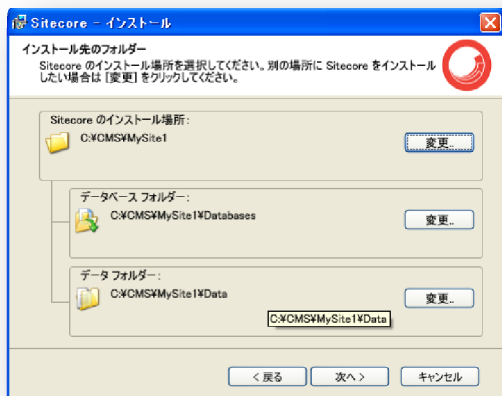 Sitecore - インストール
インストール先のフォルダー
Sitecore のインストール場所を選択してください。別の場所に Sitecore をインストール
したい場合は [変更] をクリックしてください。
Sitecore のインストール場所:
C:¥CMS¥MySite1
変更..
データベース フォルダー:
C:¥CMS¥MySite1¥Databases
変更..
データ フォルダー:
C:¥CMS¥MySite1¥Data
変更..
C:¥CMS¥MySite1¥Data
< 戻る
次へ >
キャンセル